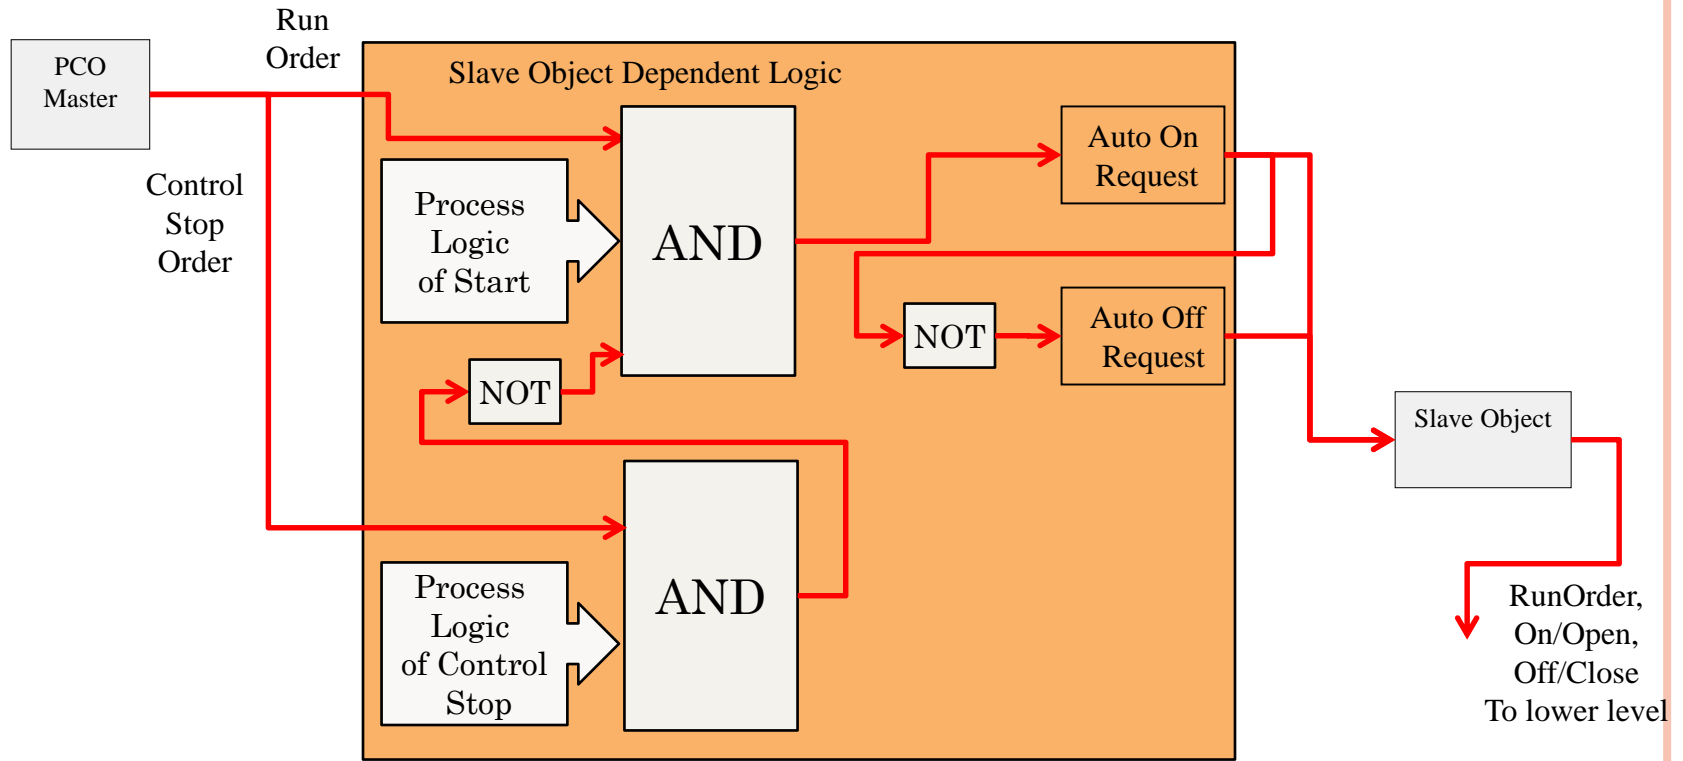 PCO
Master
Run
Order
Control
Stop
Order
Slave Object Dependent Logic
Process
Logic
of Start
AND
Auto On
Request
NOT
Auto Off
Request
NOT
Process
Logic
of Control
Stop
AND
Slave Object
RunOrder,
On/Open,
Off/Close
To lower level